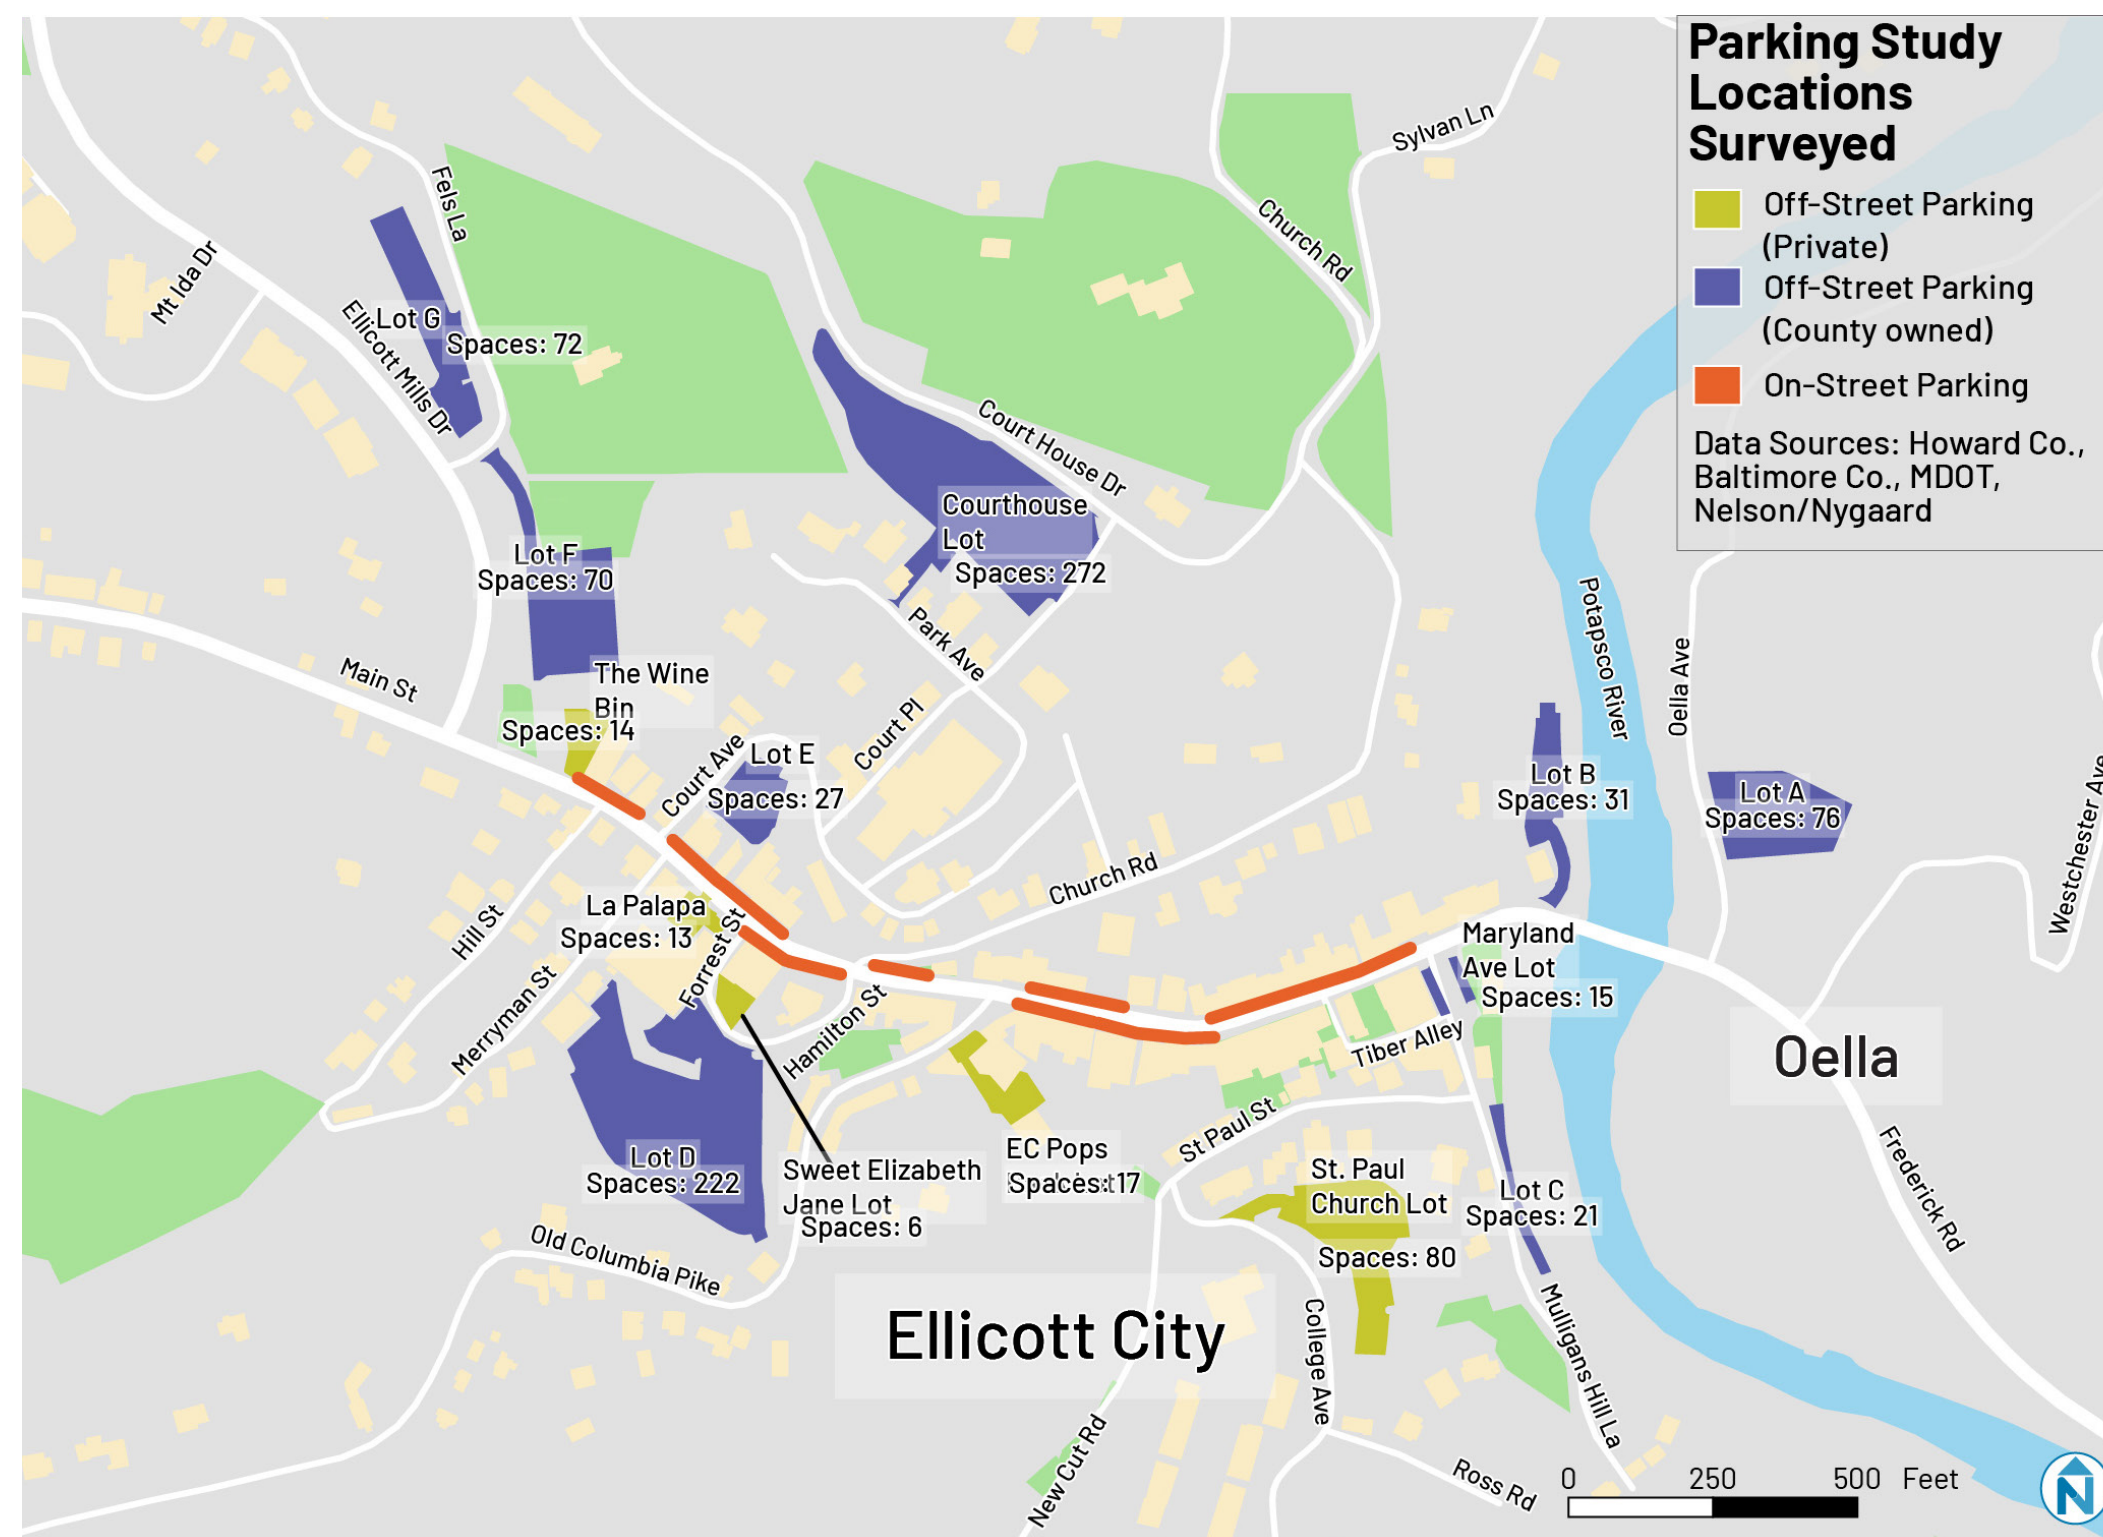 Parking Study
Locations
Surveyed
Off-Street Parking
(Private)
Off-Street Parking
(County owned)
On-Street Parking
Data Sources: Howard Co.,
Baltimore Co., MDOT,
Nelson/Nygaard
Sylvan Ln
Church Rd
Fels La
Mt Ida Dr
Ellicott Mills Dr
Lot G
Spaces: 72
Court House Dr
Courthouse
Lot
Spaces: 272
Lot F
Spaces: 70
Park Ave
Potapsco River
Oella Ave
Main St
The Wine
Bin
Spaces: 14
Court Pl
Court Ave
Lot E
Spaces: 27
Lot B
Spaces: 31
Lot A
Spaces: 76
Westchester Ave
Church Rd
La Palapa
Spaces: 13
Hill St
Forrest St
Merryman St
Hamilton St
Maryland
Ave Lot
Spaces: 15
Tiber Alley
Oella
St Paul St
Lot D
Spaces: 222
Sweet Elizabeth
Jane Lot
Spaces: 6
EC Pops
Spaces: 17
St. Paul
Church Lot
Spaces: 80
Lot C
Spaces: 21
Frederick Rd
Old Columbia Pike
Ellicott City
College Ave
Mulligans Hill La
New Cut Rd
Ross Rd
0 250 500 Feet
N